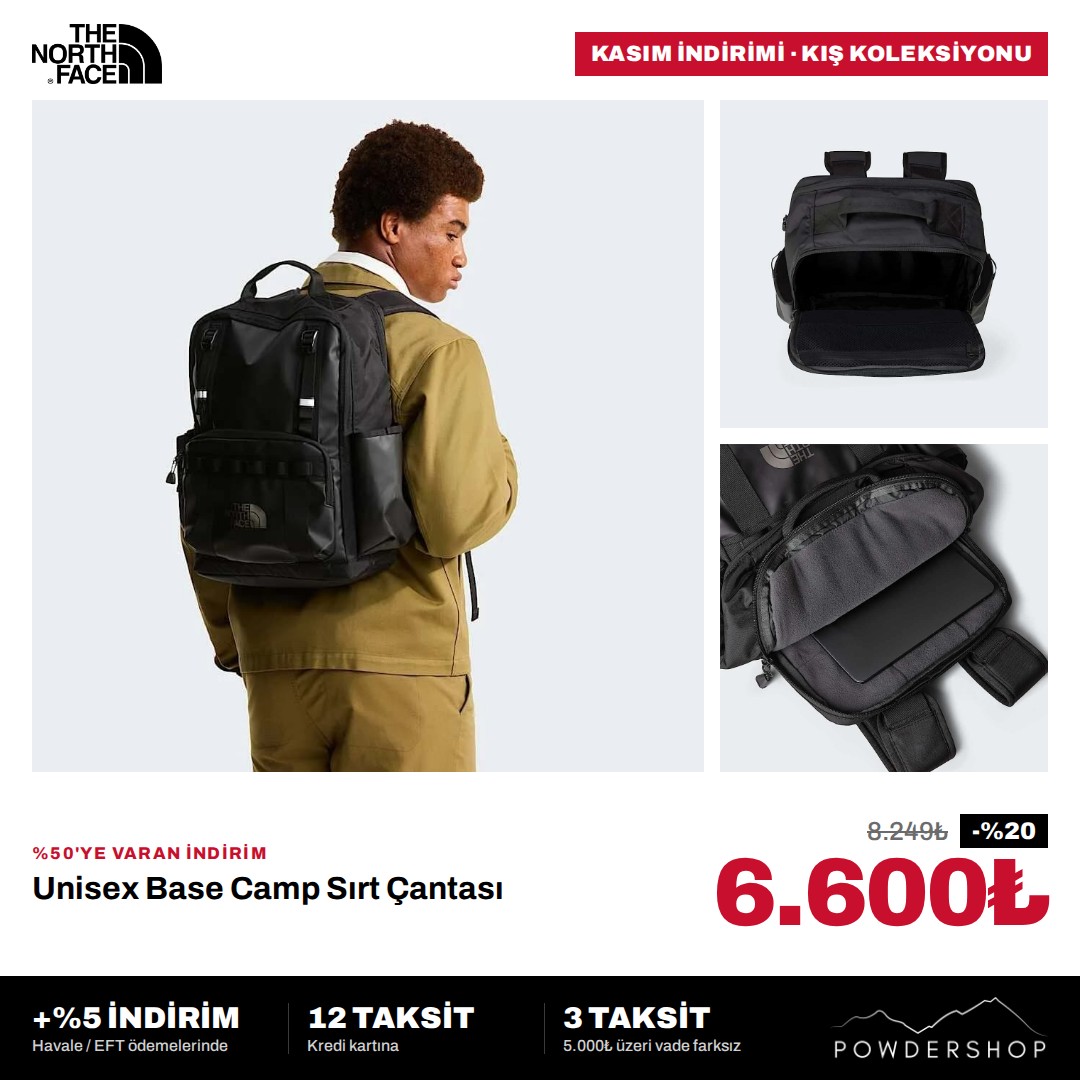 THE
NORTH
FACE
KASIM İNDİRİMİ · KIŞ KOLEKSİYONU
THE
NORTH
FACE
THE
%50'YE VARAN İNDİRİM
Unisex Base Camp Sırt Çantası
8.249₺
-%20
6.600₺
+%5 İNDİRİM
Havale / EFT ödemelerinde
12 TAKSİT
Kredi kartına
3 TAKSİT
5.000₺ üzeri vade farksız
POWDERSHOP